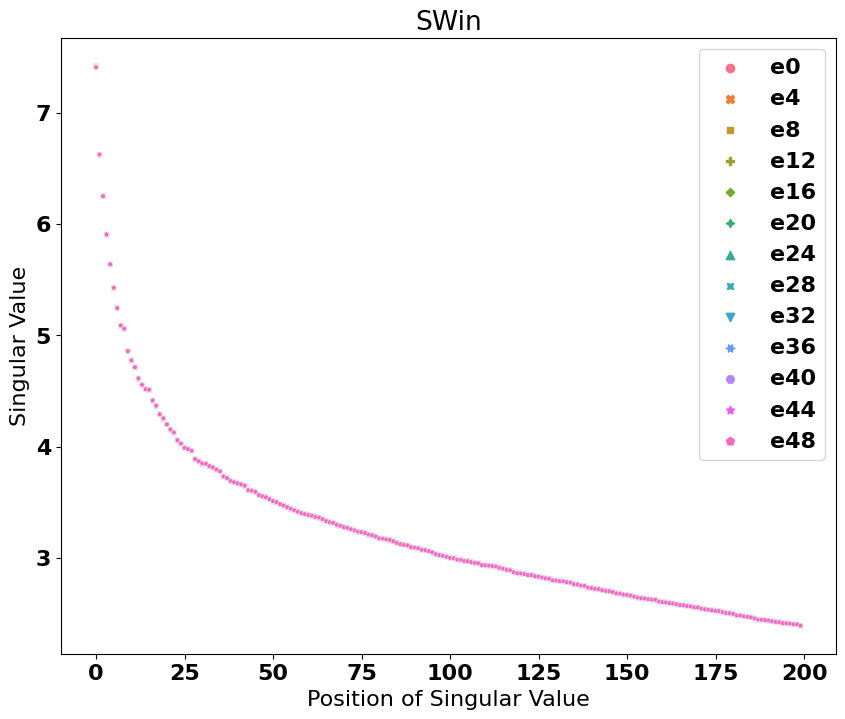 SWin
Singular Value
7
6
5
4
3
e0
e4
e8
e12
e16
e20
e24
e28
e32
e36
e40
e44
e48
0 25 50 75 100 125 150 175 200
Position of Singular Value